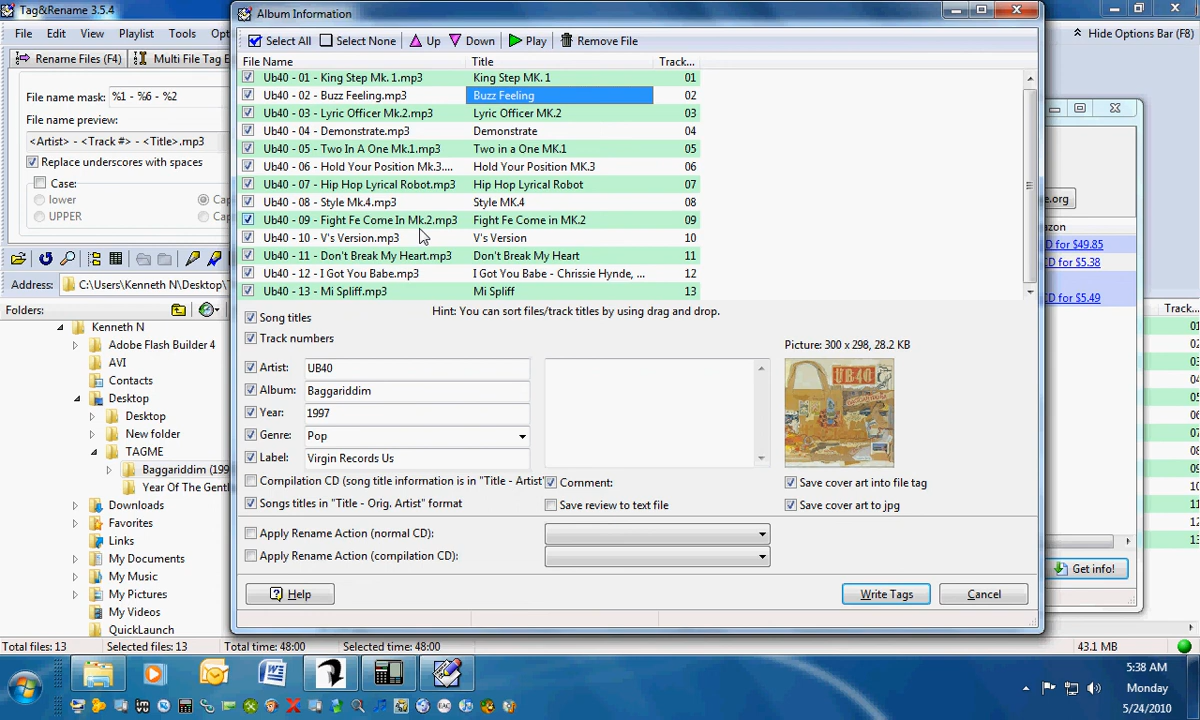 Tag&Rename 3.5.4
File Edit View Playlist Tools Opt
Hide Options Bar (F8)
Rename Files (F4) Multi File Tag E
File name mask: %1 - %6 - %2
File name preview:
<Artist> - <Track #> - <Title>.mp3
Replace underscores with spaces
Case:
lower Cap
UPPER Cap
Address: C:\Users\Kenneth N\Desktop\T
Folders:
Kenneth N
Adobe Flash Builder 4
AVI
Contacts
Desktop
Desktop
New folder
TAGME
Baggariddim (199
Year Of The Gentl
Downloads
Favorites
Links
My Documents
My Music
My Pictures
My Videos
QuickLaunch
Album Information
Select All Select None Up Down Play Remove File
File Name Title Track...
Ub40 - 01 - King Step Mk. 1.mp3 King Step MK. 1 01
Ub40 - 02 - Buzz Feeling.mp3 Buzz Feeling 02
Ub40 - 03 - Lyric Officer Mk.2.mp3 Lyric Officer MK.2 03
Ub40 - 04 - Demonstrate.mp3 Demonstrate 04
Ub40 - 05 - Two In A One Mk.1.mp3 Two in a One MK.1 05
Ub40 - 06 - Hold Your Position Mk.3.... Hold Your Position MK.3 06
Ub40 - 07 - Hip Hop Lyrical Robot.mp3 Hip Hop Lyrical Robot 07
Ub40 - 08 - Style Mk.4.mp3 Style MK.4 08
Ub40 - 09 - Fight Fe Come In Mk.2.mp3 Fight Fe Come in MK.2 09
Ub40 - 10 - V's Version.mp3 V's Version 10
Ub40 - 11 - Don't Break My Heart.mp3 Don't Break My Heart 11
Ub40 - 12 - I Got You Babe.mp3 I Got You Babe - Chrissie Hynde, ... 12
Ub40 - 13 - Mi Spliff.mp3 Mi Spliff 13
Song titles
Hint: You can sort files/track titles by using drag and drop.
Track numbers
Picture: 300 x 298, 28.2 KB
Artist: UB40
Album: Baggariddim
Year: 1997
Genre: Pop
Label: Virgin Records Us
UB40
Compilation CD (song title information is in "Title - Artist"
Comment:
Save cover art into file tag
Songs titles in "Title - Orig. Artist" format
Save review to text file
Save cover art to jpg
Apply Rename Action (normal CD):
Apply Rename Action (compilation CD):
Help Write Tags Cancel
e.org
zon
D for $49.85
CD for $5.38
CD for $5.49
Track...
01
02
03
04
05
06
07
08
09
10
11
12
13
Get info!
Total files: 13 Selected files: 13 Total time: 48:00 Selected time: 48:00 43.1 MB
5:38 AM
Monday
5/24/2010